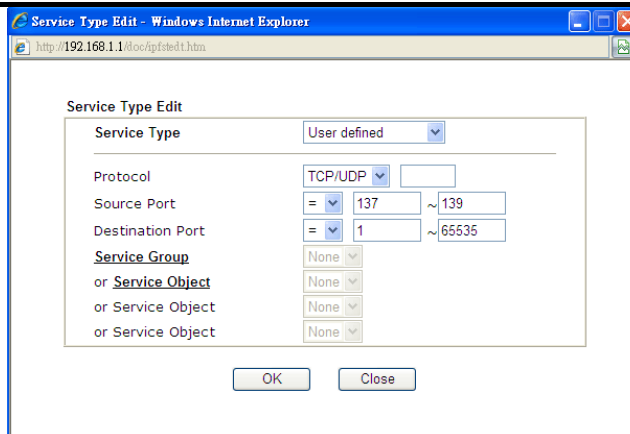 Service Type Edit - Windows Internet Explorer
http://192.168.1.1/doc/ipfstedt.htm
Service Type Edit
Service Type User defined
Protocol TCP/UDP
Source Port = 137 ~ 139
Destination Port = 1 ~ 65535
Service Group None
or Service Object None
or Service Object None
or Service Object None
OK Close